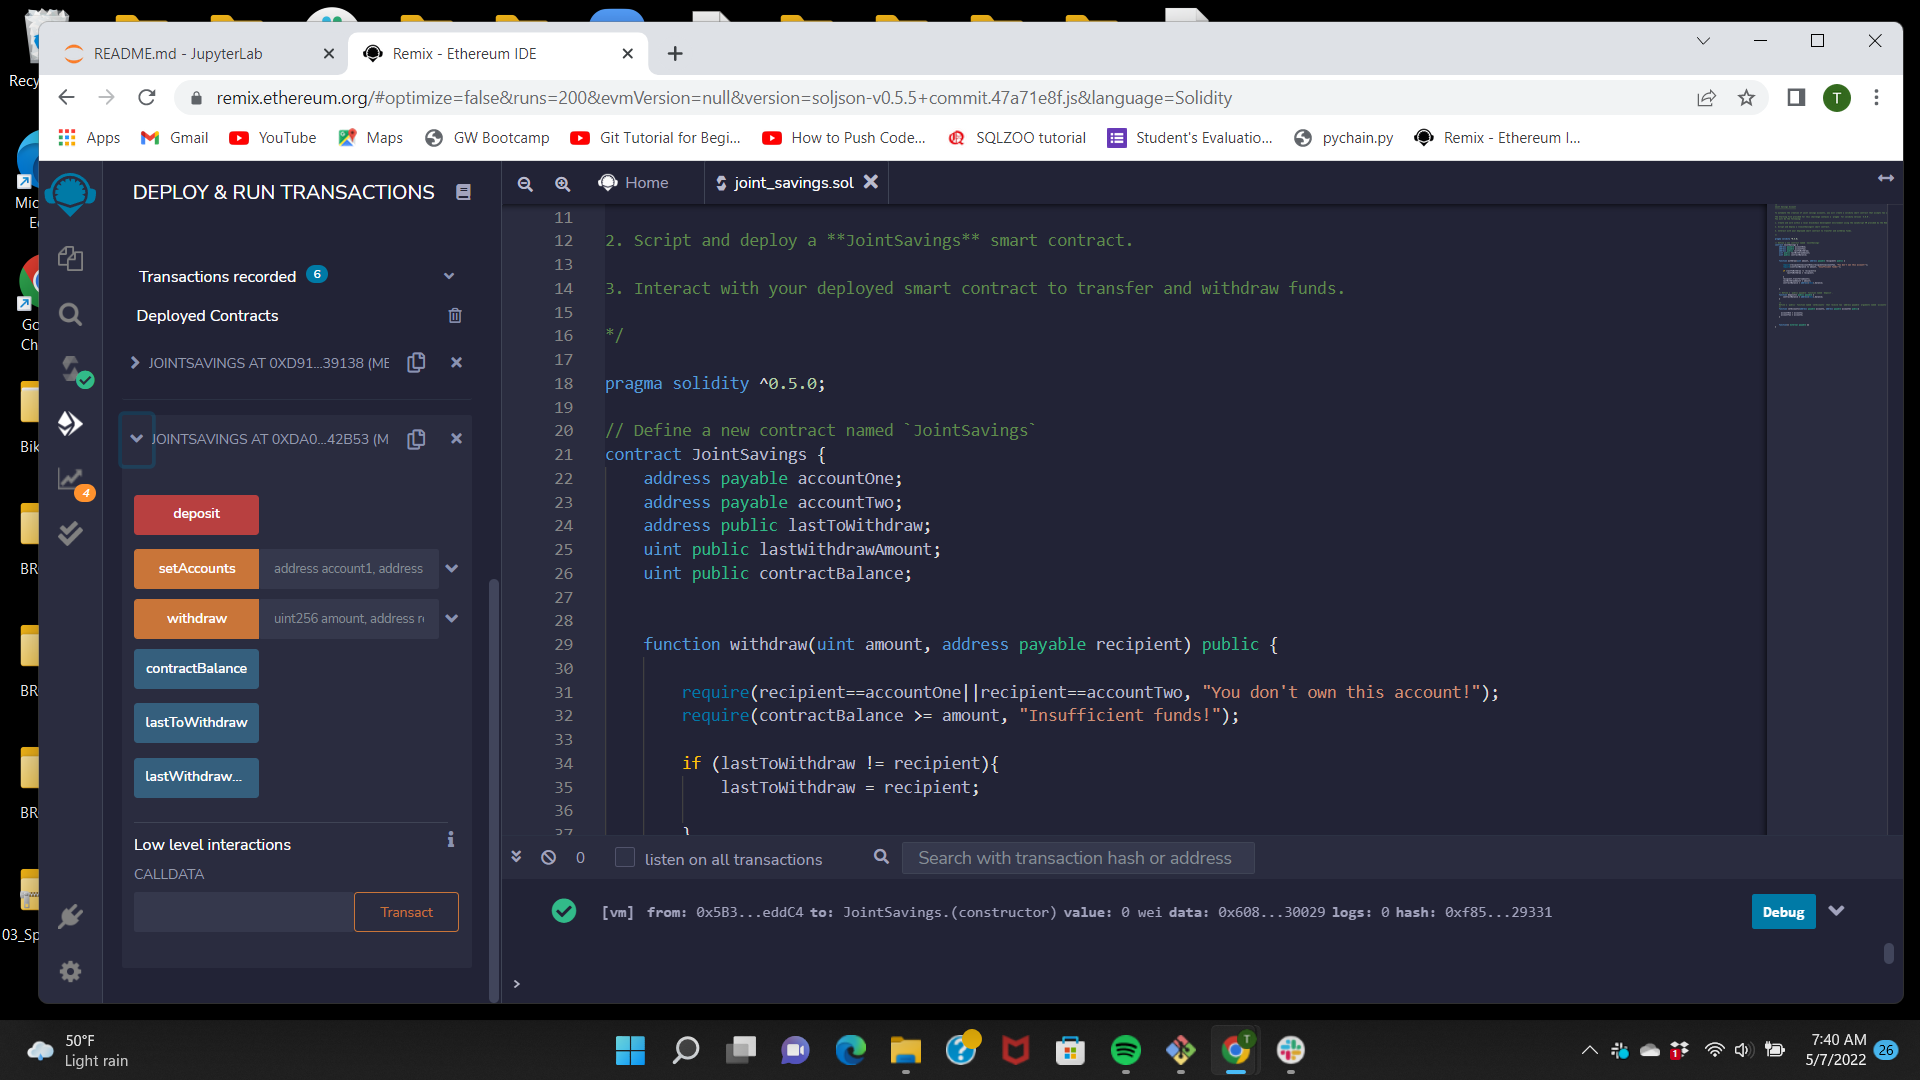 Recyc
Mic
E
Go
Ch
Bik
BR
BR
BR
03_Sp
README.md - JupyterLab
Remix - Ethereum IDE
remix.ethereum.org/#optimize=false&runs=200&evmVersion=null&version=soljson-v0.5.5+commit.47a71e8f.js&language=Solidity
T
Apps
Gmail
YouTube
Maps
GW Bootcamp
Git Tutorial for Begi...
How to Push Code...
SQLZOO tutorial
Student's Evaluatio...
pychain.py
Remix - Ethereum I...
DEPLOY & RUN TRANSACTIONS
Transactions recorded 6
Deployed Contracts
JOINTSAVINGS AT 0XD91...39138 (ME
JOINTSAVINGS AT 0XDA0...42B53 (M
4
deposit
setAccounts address account1, address
withdraw uint256 amount, address re
contractBalance
lastToWithdraw
lastWithdraw...
Low level interactions
CALLDATA
Transact
Home
joint_savings.sol
11
12 2. Script and deploy a **JointSavings** smart contract.
13
14 3. Interact with your deployed smart contract to transfer and withdraw funds.
15
16 */
17
18 pragma solidity ^0.5.0;
19
20 // Define a new contract named `JointSavings`
21 contract JointSavings {
22 address payable accountOne;
23 address payable accountTwo;
24 address public lastToWithdraw;
25 uint public lastWithdrawAmount;
26 uint public contractBalance;
27
28
29 function withdraw(uint amount, address payable recipient) public {
30
31 require(recipient==accountOne||recipient==accountTwo, "You don't own this account!");
32 require(contractBalance >= amount, "Insufficient funds!");
33
34 if (lastToWithdraw != recipient){
35 lastToWithdraw = recipient;
36
37 }
0
listen on all transactions
Search with transaction hash or address
[vm] from: 0x5B3...eddC4 to: JointSavings.(constructor) value: 0 wei data: 0x608...30029 logs: 0 hash: 0xf85...29331
Debug
>
50°F
Light rain
T
1
7:40 AM
5/7/2022
26